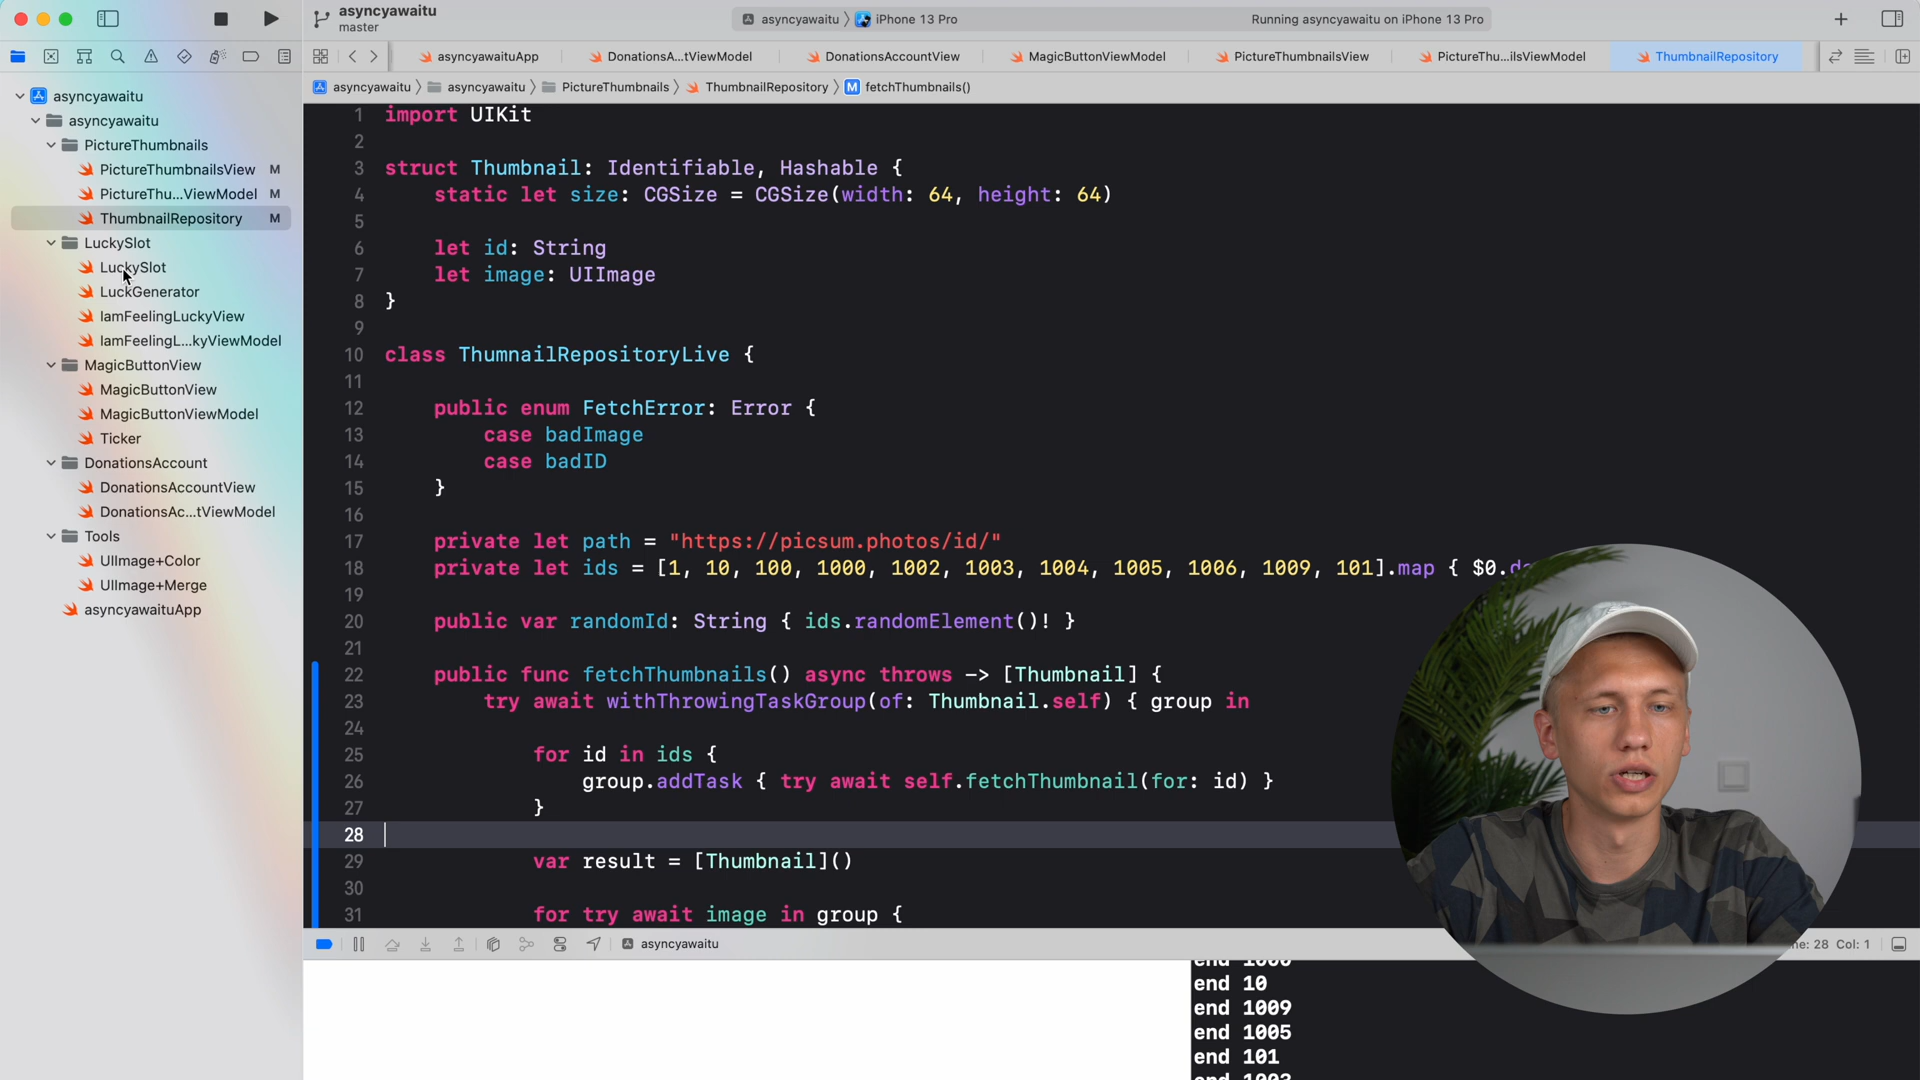 asyncyawaitu
master
asyncyawaitu
iPhone 13 Pro
Running asyncyawaitu on iPhone 13 Pro
asyncyawaituApp
DonationsA...tViewModel
DonationsAccountView
MagicButtonViewModel
PictureThumbnailsView
PictureThu...ilsViewModel
ThumbnailRepository
asyncyawaitu
asyncyawaitu
PictureThumbnails
ThumbnailRepository
M
fetchThumbnails()
asyncyawaitu
asyncyawaitu
PictureThumbnails
PictureThumbnailsView M
PictureThu...ViewModel M
ThumbnailRepository M
LuckySlot
LuckySlot
LuckGenerator
IamFeelingLuckyView
IamFeelingL...kyViewModel
MagicButtonView
MagicButtonView
MagicButtonViewModel
Ticker
DonationsAccount
DonationsAccountView
DonationsAc...tViewModel
Tools
UIImage+Color
UIImage+Merge
asyncyawaituApp
1 import UIKit
2
3 struct Thumbnail: Identifiable, Hashable {
4 static let size: CGSize = CGSize(width: 64, height: 64)
5
6 let id: String
7 let image: UIImage
8 }
9
10 class ThumnailRepositoryLive {
11
12 public enum FetchError: Error {
13 case badImage
14 case badID
15 }
16
17 private let path = "https://picsum.photos/id/"
18 private let ids = [1, 10, 100, 1000, 1002, 1003, 1004, 1005, 1006, 1009, 101].map { $0.
19
20 public var randomId: String { ids.randomElement()! }
21
22 public func fetchThumbnails() async throws -> [Thumbnail] {
23 try await withThrowingTaskGroup(of: Thumbnail.self) { group in
24
25 for id in ids {
26 group.addTask { try await self.fetchThumbnail(for: id) }
27 }
28
29 var result = [Thumbnail]()
30
31 for try await image in group {
asyncyawaitu
28 Col: 1
end 1000
end 10
end 1009
end 1005
end 101